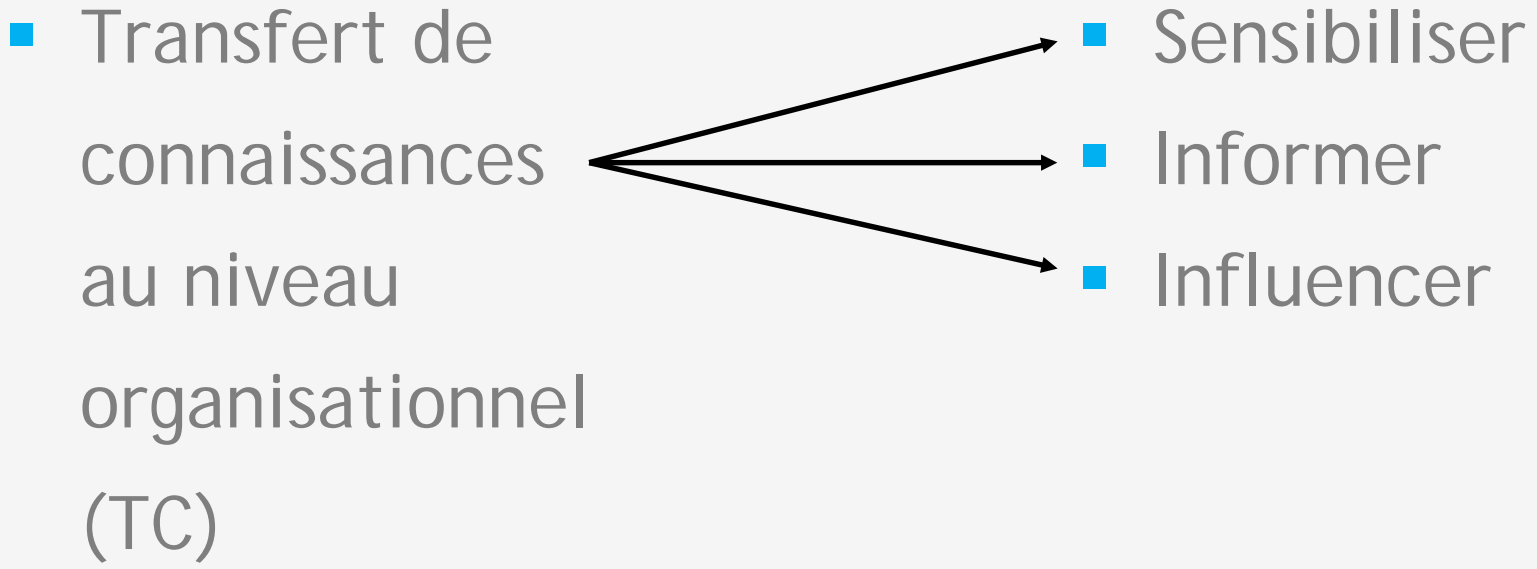 Transfert de
connaissances
au niveau
organisationnel
(TC)
Sensibiliser
Informer
Influencer